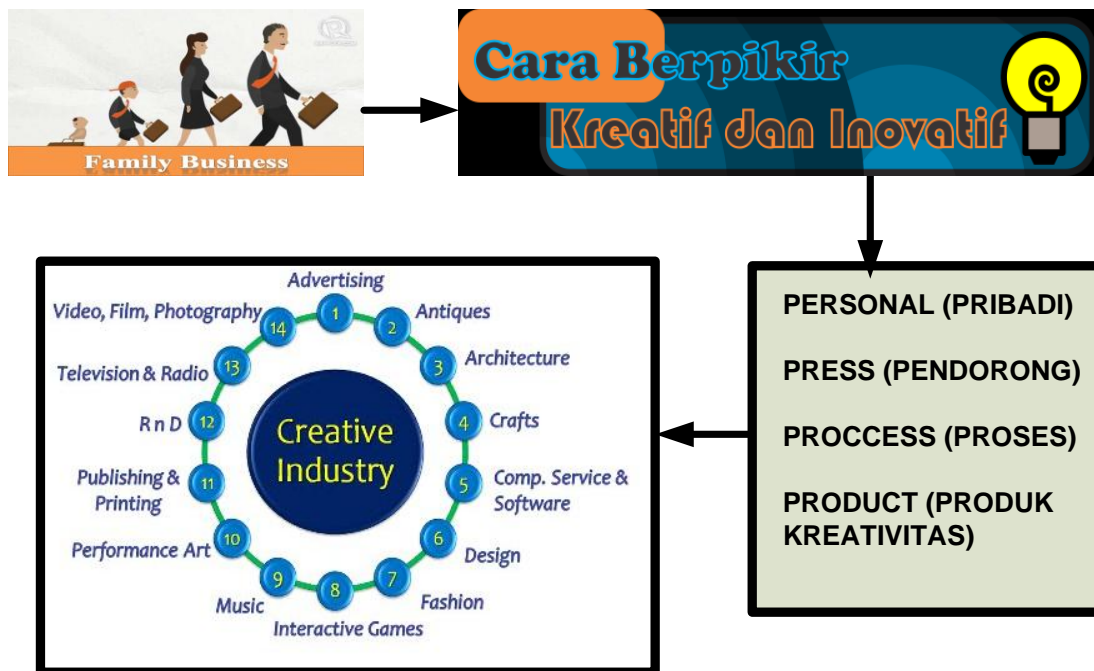 Family Business
Cara Berpikir
Kreatif dan Inovatif
PERSONAL (PRIBADI)
PRESS (PENDORONG)
PROCCESS (PROSES)
PRODUCT (PRODUK
KREATIVITAS)
Creative
Industry
1
Advertising
2
Antiques
3
Architecture
4
Crafts
5
Comp. Service &
Software
6
Design
7
Fashion
8
Interactive Games
9
Music
10
Performance Art
11
Publishing &
Printing
12
R n D
13
Television & Radio
14
Video, Film, Photography